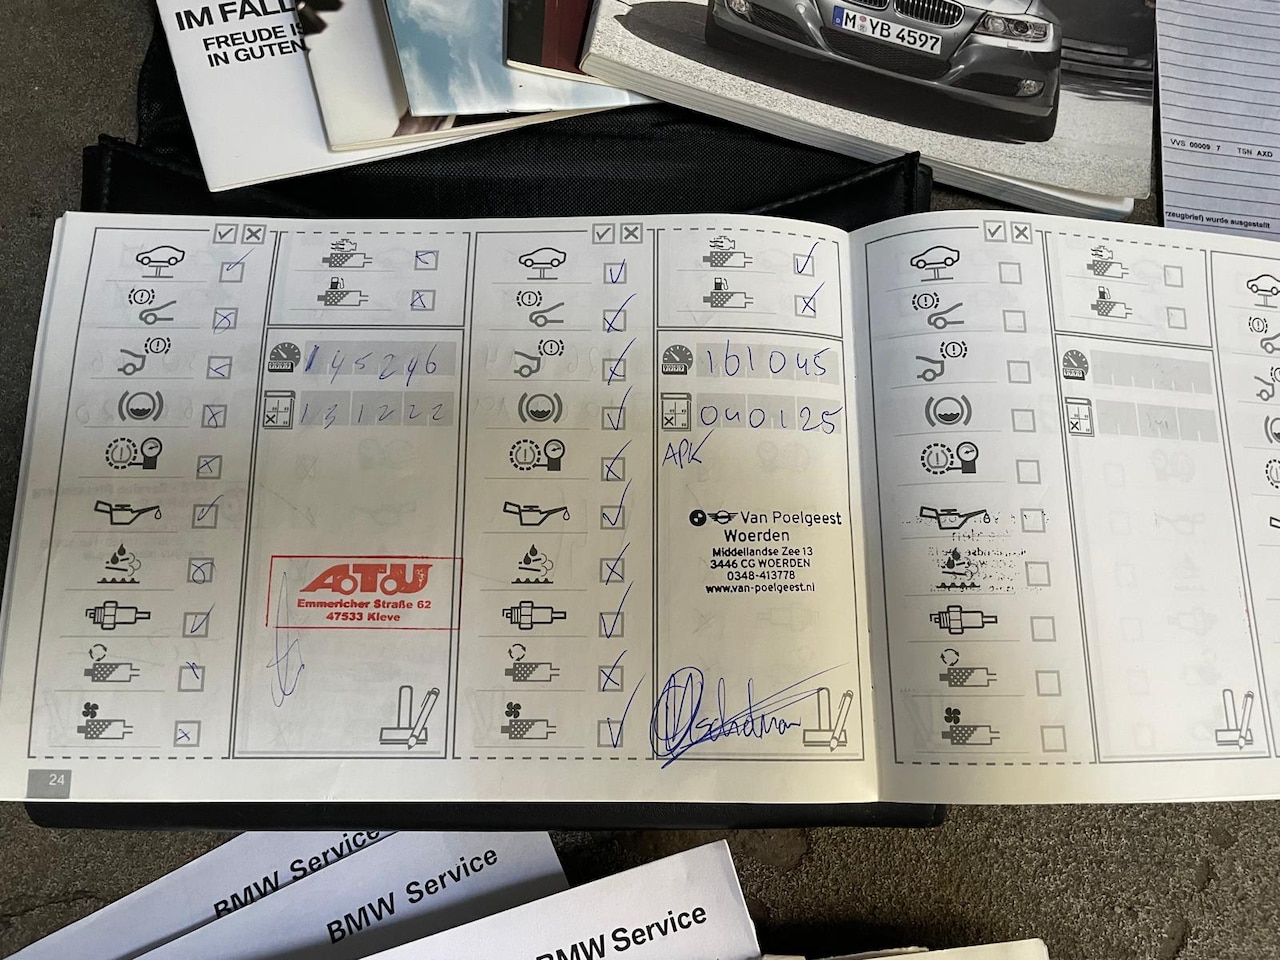 IM FALL
FREUDE IS
IN GUTEN
M YB 4597
VVS 00009 7 TSN AXD
rzeugbrief) wurde ausgestellt
145246
131222
A.T.U
Emmericher Straße 62
47533 Kleve
24
161045
040125
APK
Van Poelgeest
Woerden
Middellandse Zee 13
3446 CG WOERDEN
0348-413778
www.van-poelgeest.nl
BMW Service
BMW Service
BMW Service